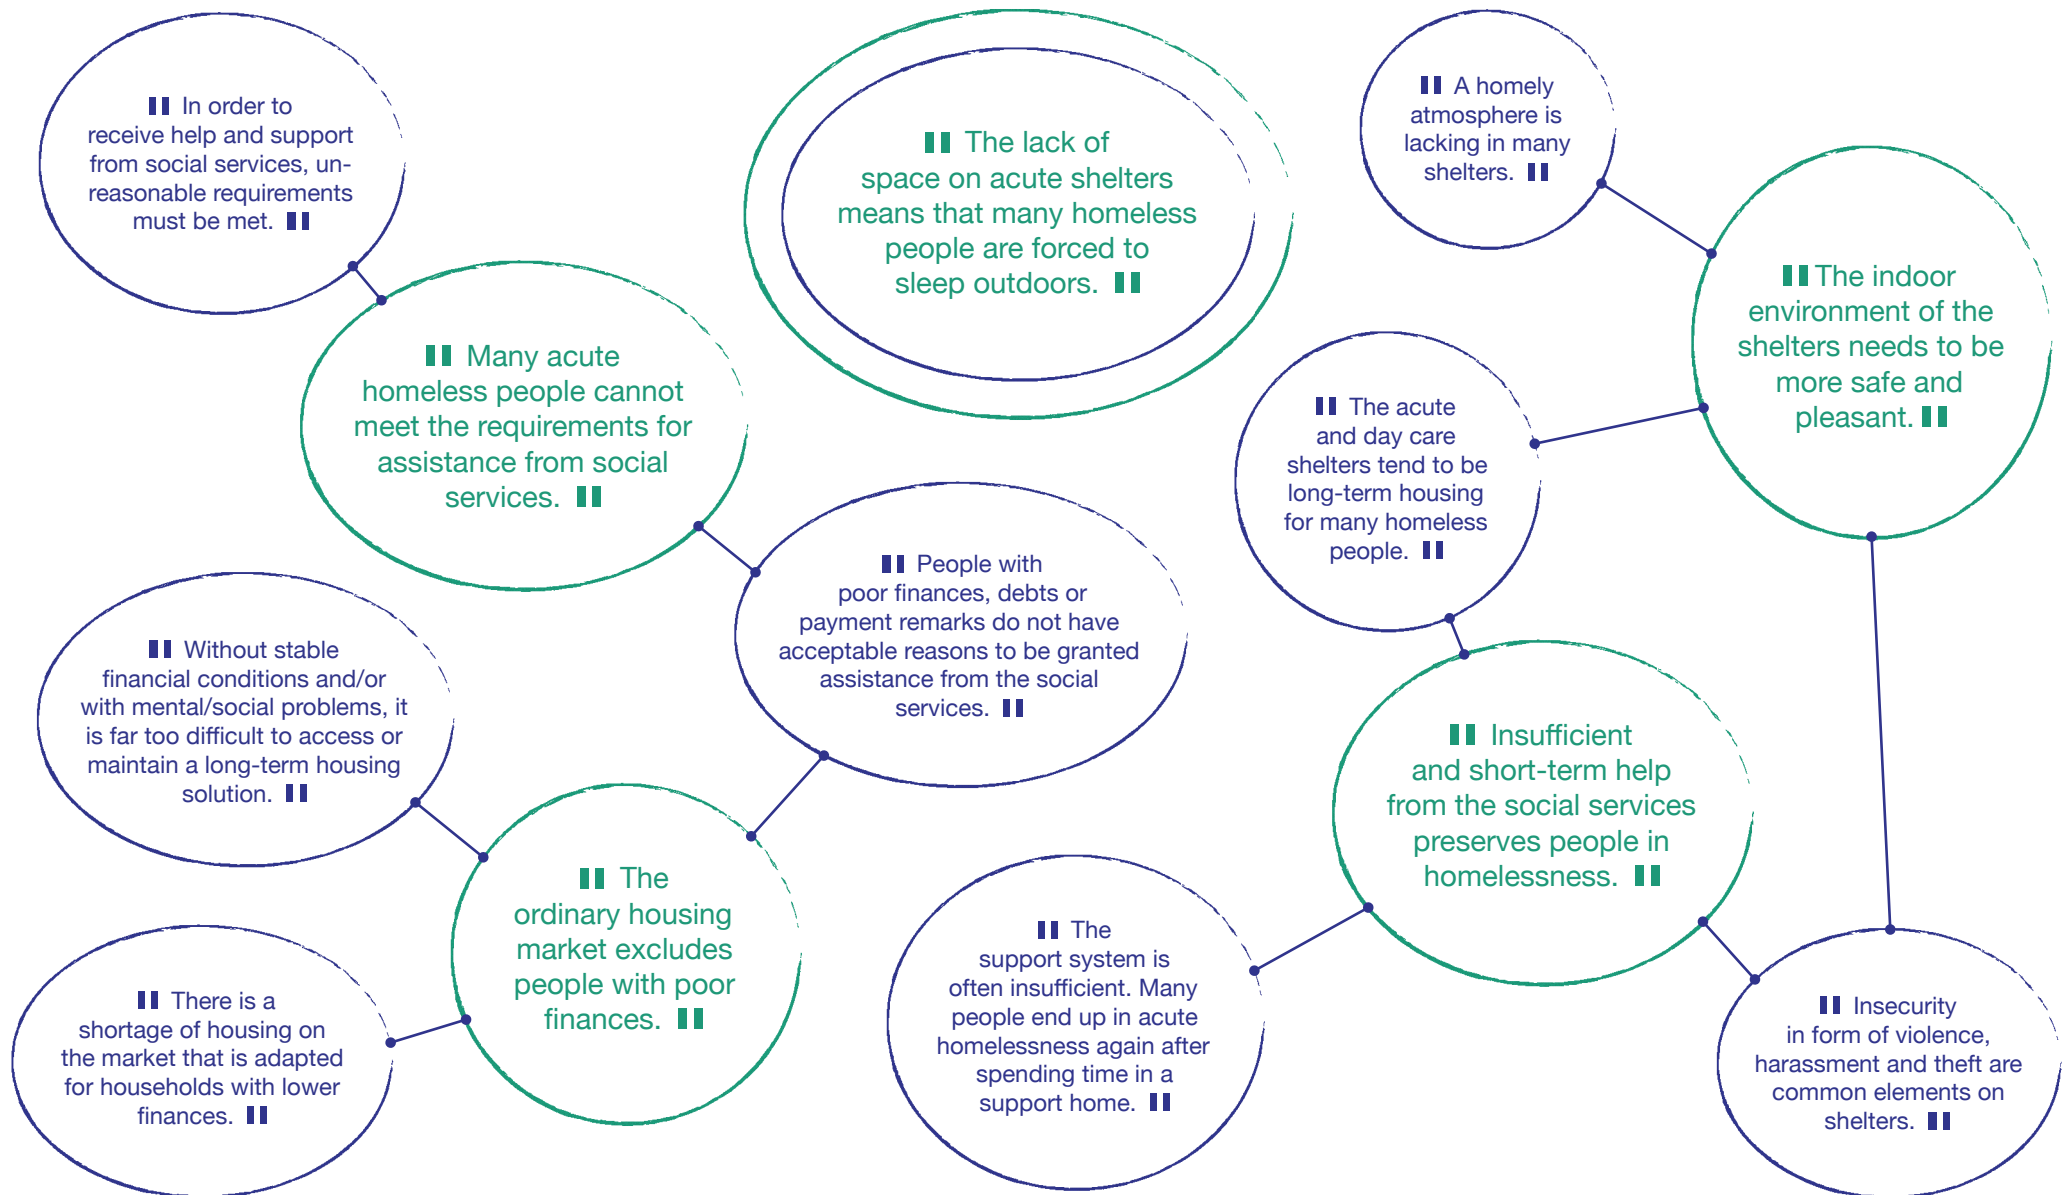 " In order to
receive help and support
from social services, un-
reasonable requirements
must be met. "
" The lack of
space on acute shelters
means that many homeless
people are forced to
sleep outdoors. "
" A homely
atmosphere is
lacking in many
shelters. "
" The indoor
environment of the
shelters needs to be
more safe and
pleasant. "
" Many acute
homeless people cannot
meet the requirements for
assistance from social
services. "
" The acute
and day care
shelters tend to be
long-term housing
for many homeless
people. "
" People with
poor finances, debts or
payment remarks do not have
acceptable reasons to be granted
assistance from the social
services. "
" Without stable
financial conditions and/or
with mental/social problems, it
is far too difficult to access or
maintain a long-term housing
solution. "
" Insufficient
and short-term help
from the social services
preserves people in
homelessness. "
" The
ordinary housing
market excludes
people with poor
finances. "
" The
support system is
often insufficient. Many
people end up in acute
homelessness again after
spending time in a
support home. "
" There is a
shortage of housing on
the market that is adapted
for households with lower
finances. "
" Insecurity
in form of violence,
harassment and theft are
common elements on
shelters. "